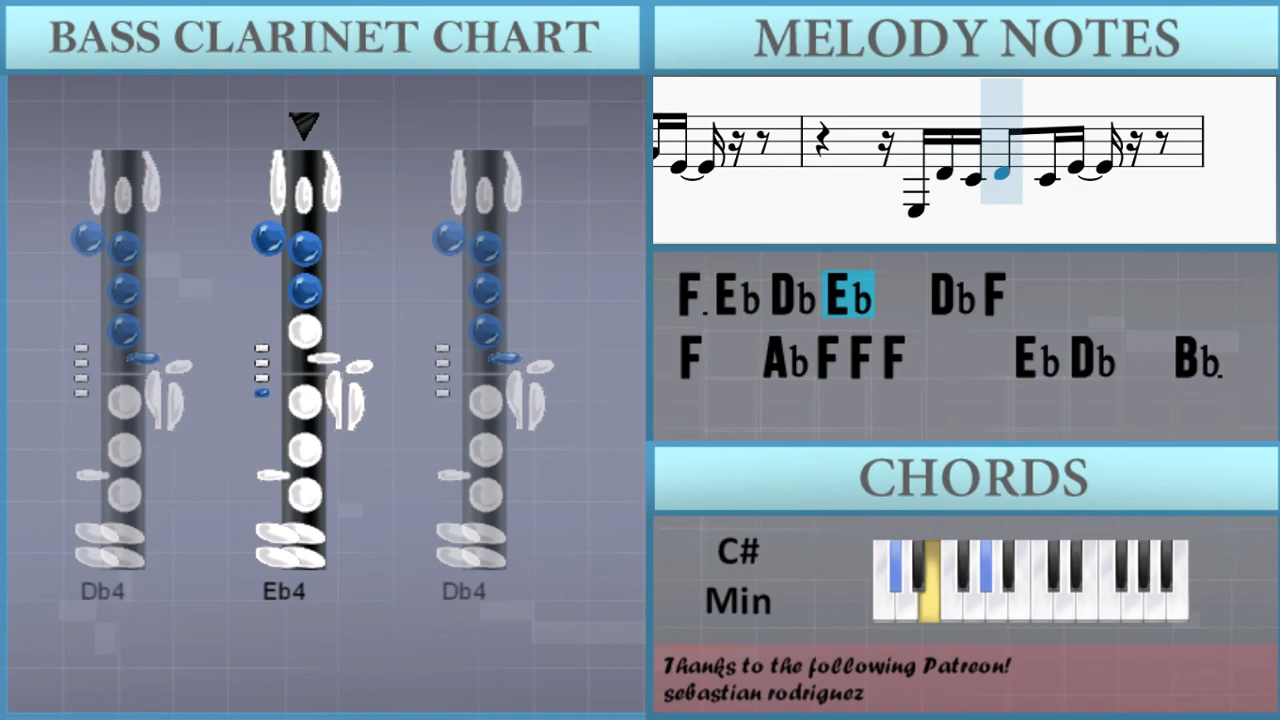 BASS CLARINET CHART
Db4 Eb4 Db4
MELODY NOTES
F. Eb Db Eb Db F
F Ab F F F Eb Db Bb.
CHORDS
C#
Min
Thanks to the following Patreon!
sebastian rodriguez